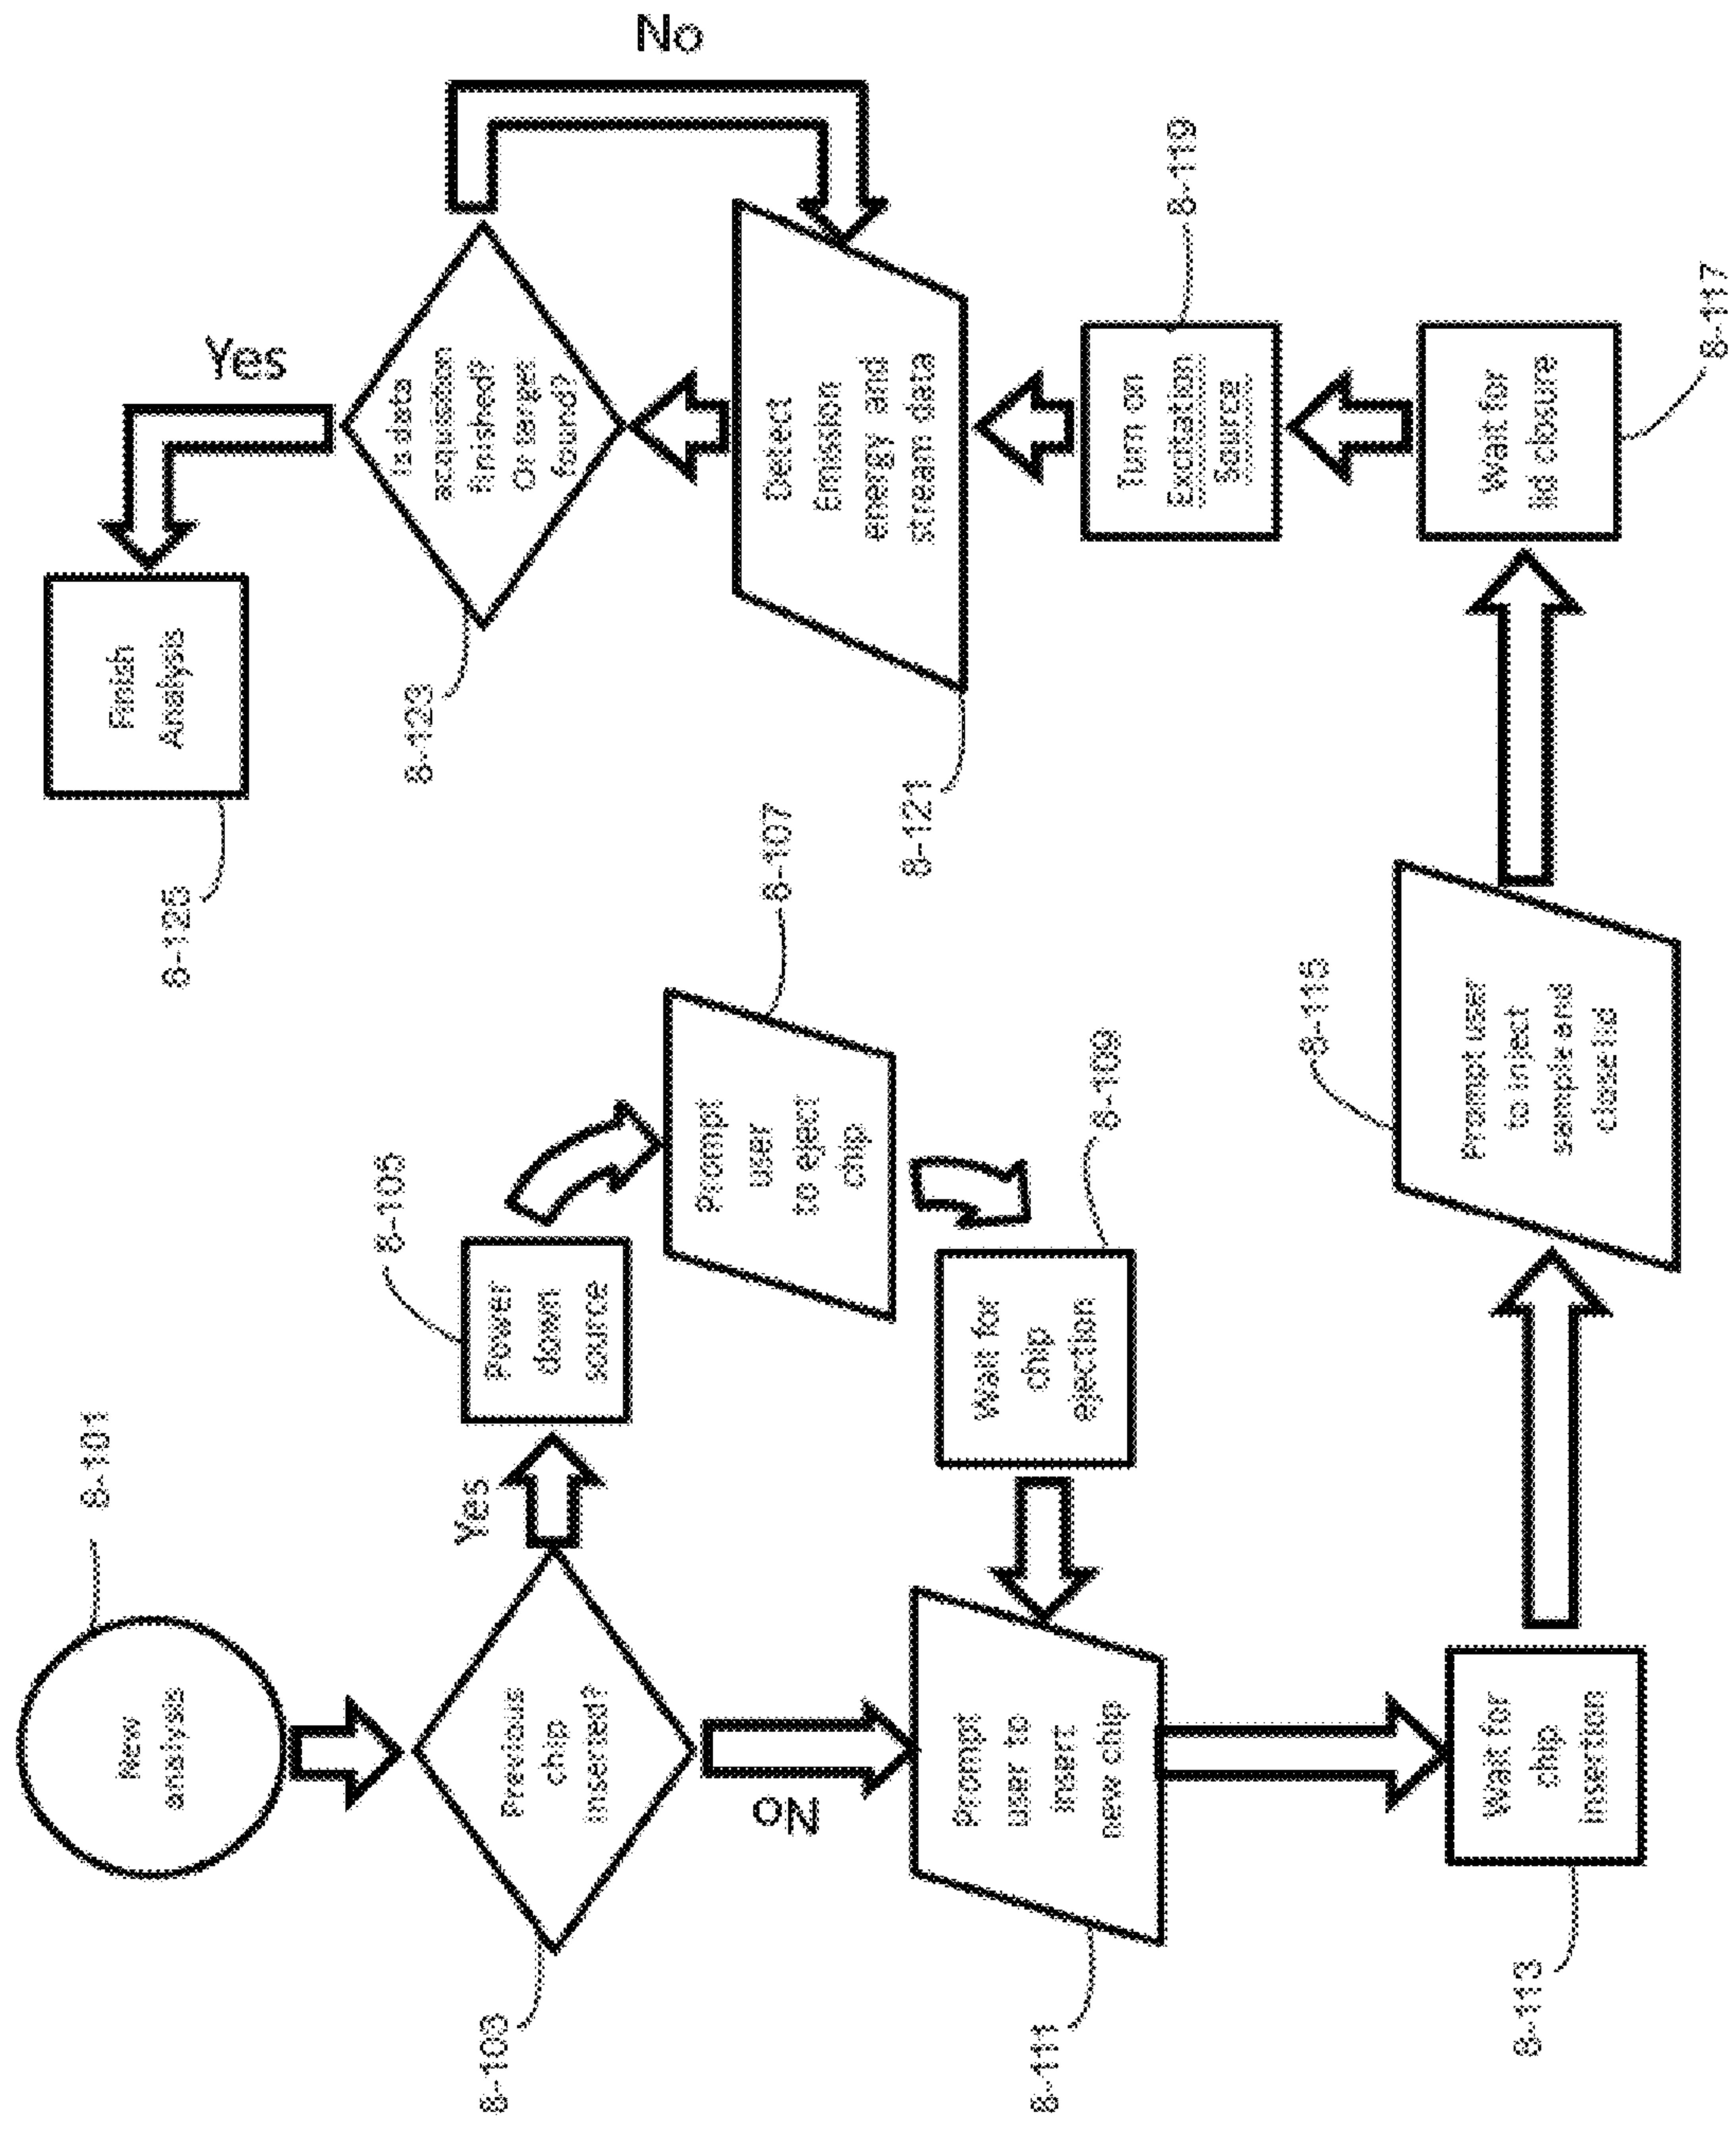 8-101
New
analysis
8-103
Previous
chip
inserted?
Yes
No
8-105
Power
down
source
8-107
Prompt
user
to eject
chip
8-109
Wait for
chip
ejection
8-111
Prompt
user to
insert
new chip
8-113
Wait for
chip
insertion
8-115
Prompt user
to inject
sample and
close lid
8-117
Wait for
lid closure
8-119
Turn on
Excitation
Source
8-121
Detect
Emission
energy and
stream data
8-123
Is data
acquisition
finished?
Or target
found?
No
Yes
8-125
Finish
Analysis